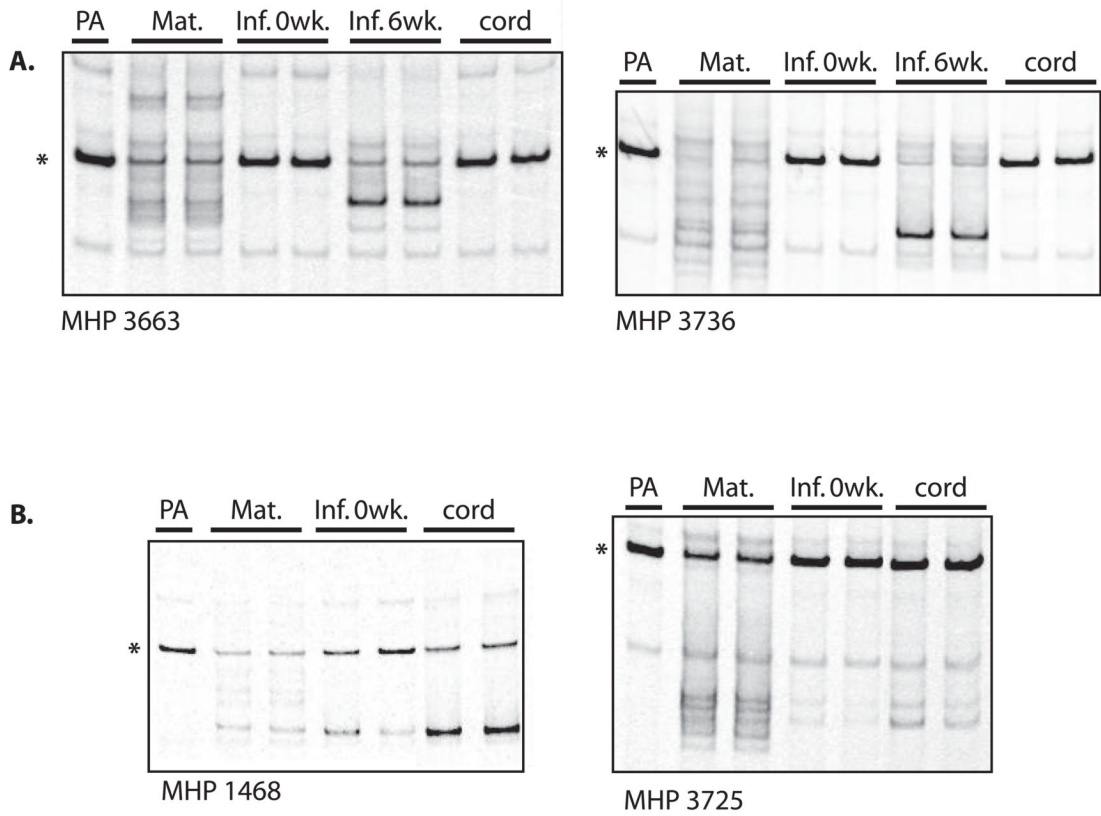 PA Mat. Inf. 0wk. Inf. 6wk. cord
A.
*
MHP 3663
PA Mat. Inf. 0wk. Inf. 6wk. cord
*
MHP 3736
B.
PA Mat. Inf. 0wk. cord
*
MHP 1468
PA Mat. Inf. 0wk. cord
*
MHP 3725